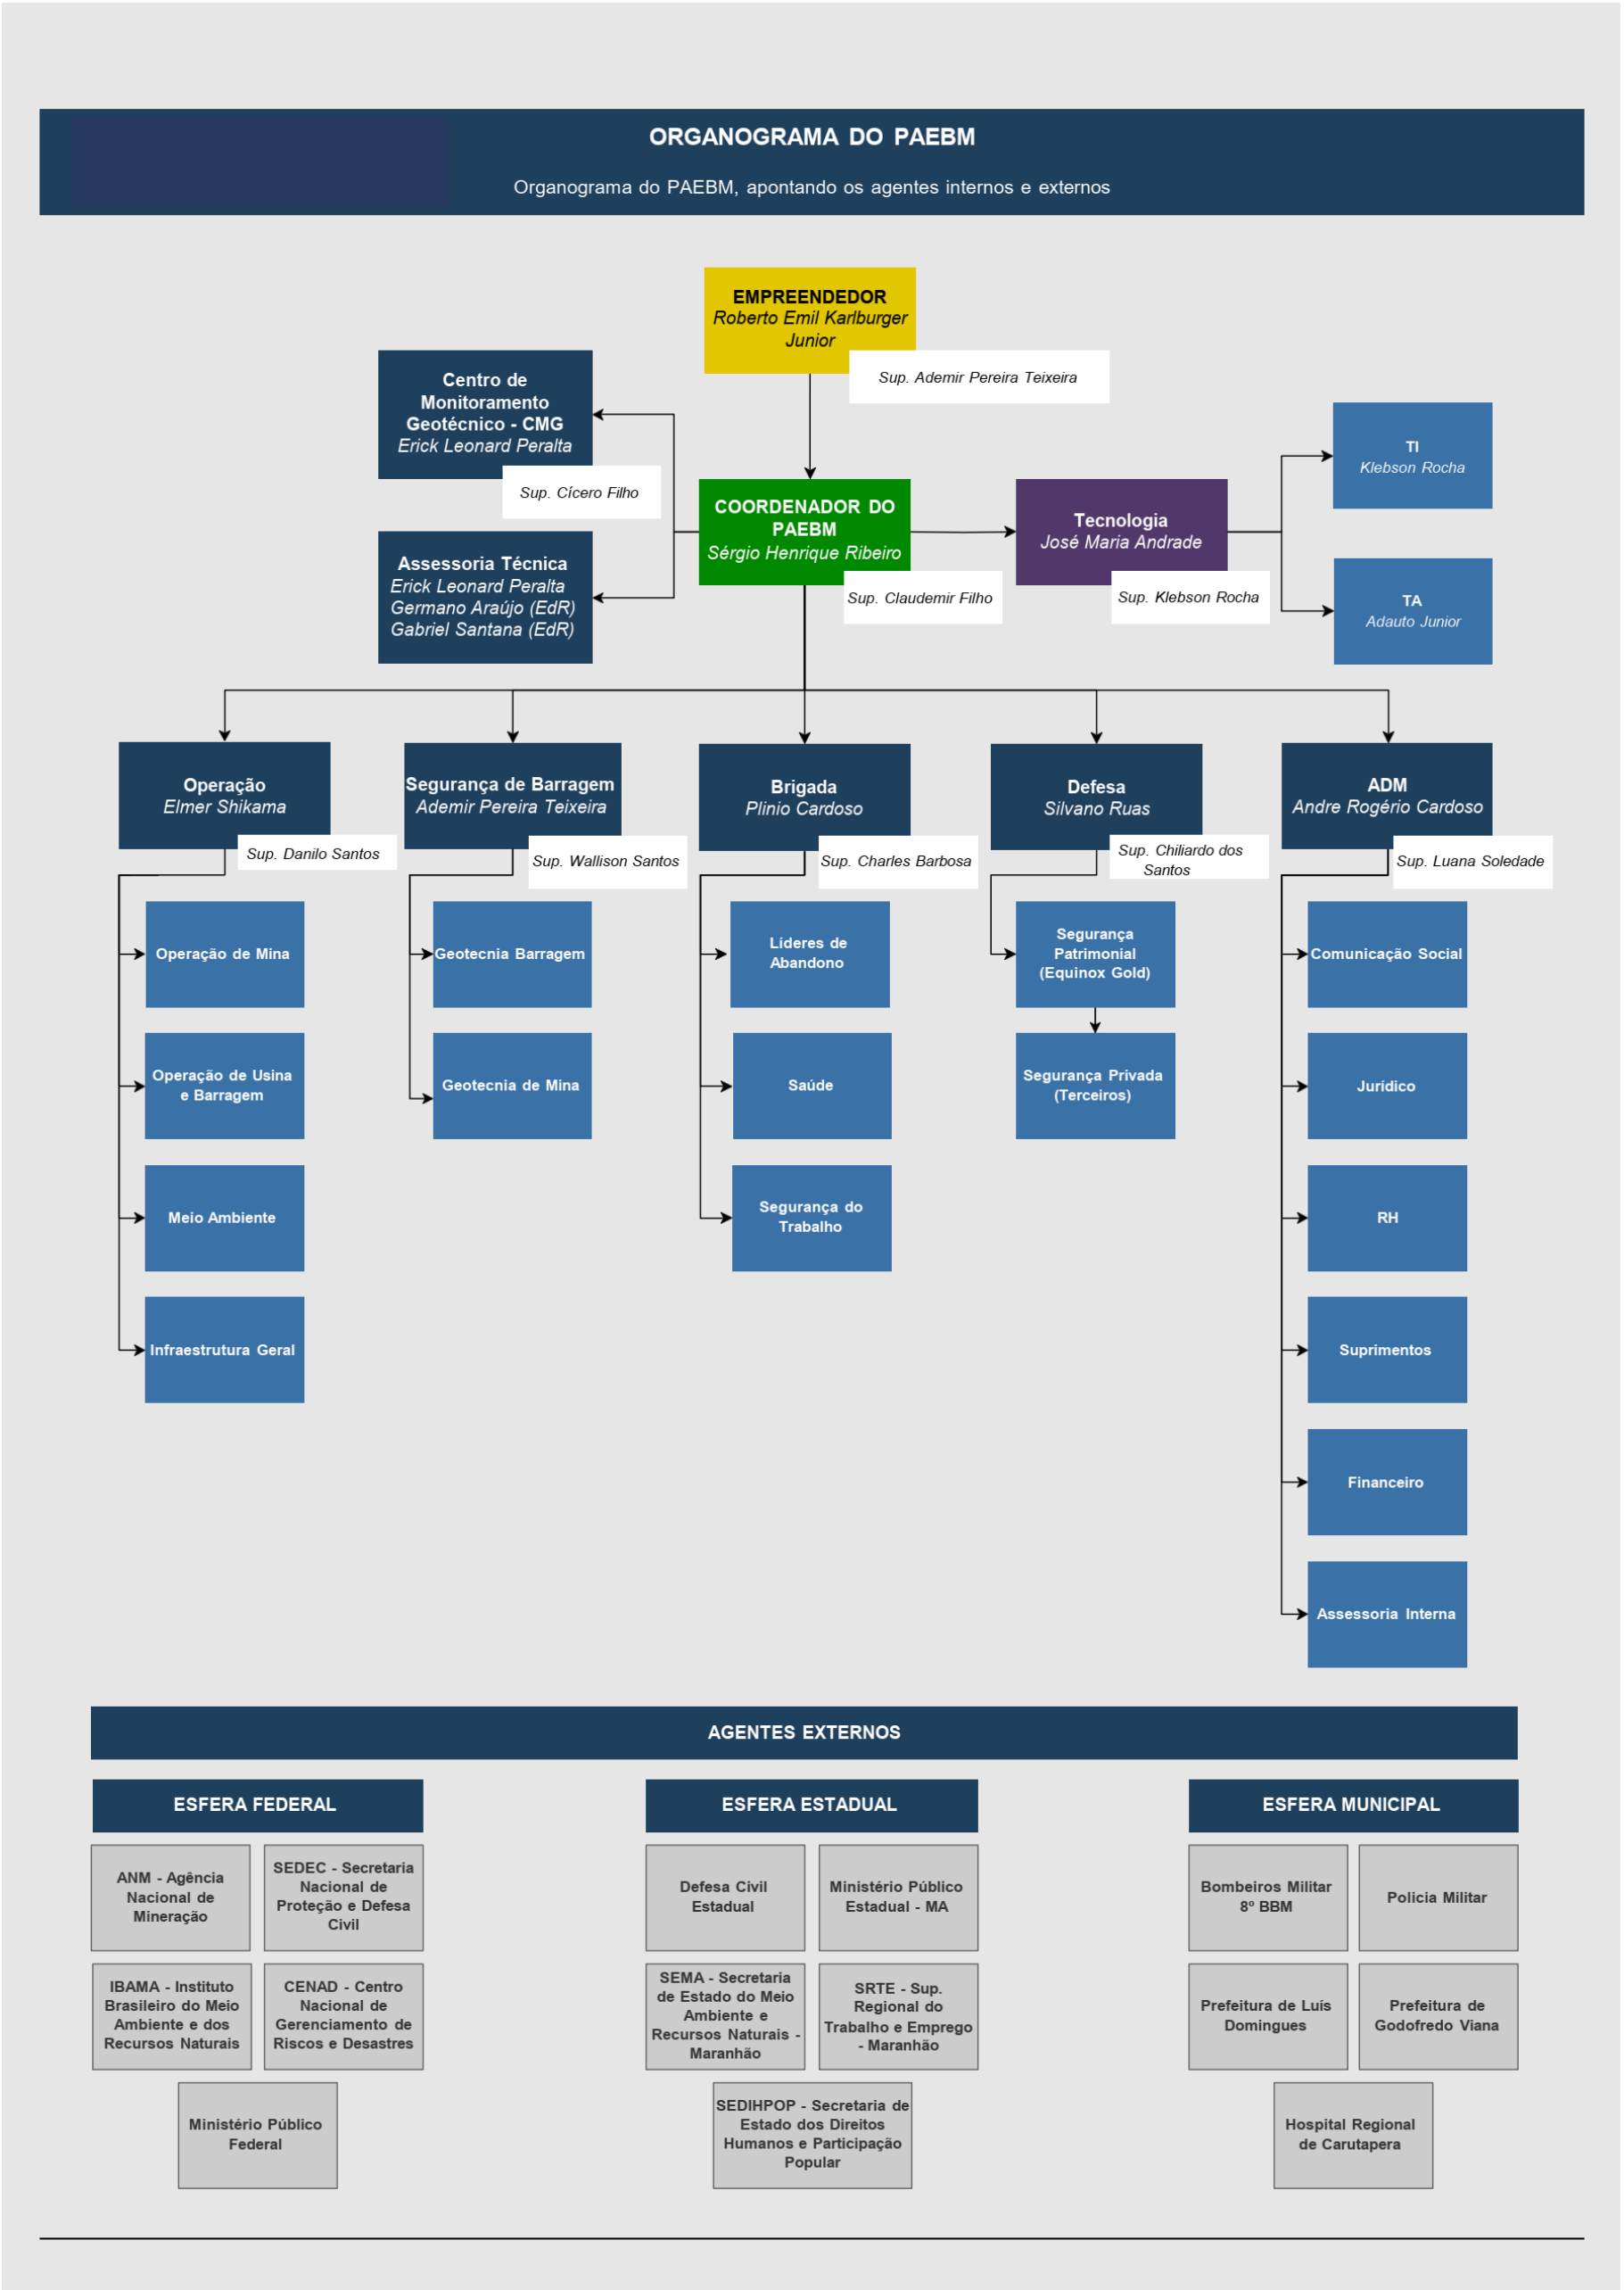 ORGANOGRAMA DO PAEBM
Organograma do PAEBM, apontando os agentes internos e externos
EMPREENDEDOR
Roberto Emil Karlburger
Junior
Sup. Ademir Pereira Teixeira
Centro de
Monitoramento
Geotécnico - CMG
Erick Leonard Peralta
Sup. Cícero Filho
Assessoria Técnica
Erick Leonard Peralta
Germano Araújo (EdR)
Gabriel Santana (EdR)
COORDENADOR DO
PAEBM
Sérgio Henrique Ribeiro
Sup. Claudemir Filho
Tecnologia
José Maria Andrade
Sup. Klebson Rocha
TI
Klebson Rocha
TA
Adauto Junior
Operação
Elmer Shikama
Sup. Danilo Santos
Operação de Mina
Operação de Usina
e Barragem
Meio Ambiente
Infraestrutura Geral
Segurança de Barragem
Ademir Pereira Teixeira
Sup. Wallison Santos
Geotecnia Barragem
Geotecnia de Mina
Brigada
Plinio Cardoso
Sup. Charles Barbosa
Líderes de
Abandono
Saúde
Segurança do
Trabalho
Defesa
Silvano Ruas
Sup. Chiliardo dos
Santos
Segurança
Patrimonial
(Equinox Gold)
Segurança Privada
(Terceiros)
ADM
Andre Rogério Cardoso
Sup. Luana Soledade
Comunicação Social
Jurídico
RH
Suprimentos
Financeiro
Assessoria Interna
AGENTES EXTERNOS
ESFERA FEDERAL
ANM - Agência
Nacional de
Mineração
SEDEC - Secretaria
Nacional de
Proteção e Defesa
Civil
IBAMA - Instituto
Brasileiro do Meio
Ambiente e dos
Recursos Naturais
CENAD - Centro
Nacional de
Gerenciamento de
Riscos e Desastres
Ministério Público
Federal
ESFERA ESTADUAL
Defesa Civil
Estadual
Ministério Público
Estadual - MA
SEMA - Secretaria
de Estado do Meio
Ambiente e
Recursos Naturais -
Maranhão
SRTE - Sup.
Regional do
Trabalho e Emprego
- Maranhão
SEDIHPOP - Secretaria de
Estado dos Direitos
Humanos e Participação
Popular
ESFERA MUNICIPAL
Bombeiros Militar
8º BBM
Policia Militar
Prefeitura de Luís
Domingues
Prefeitura de
Godofredo Viana
Hospital Regional
de Carutapera